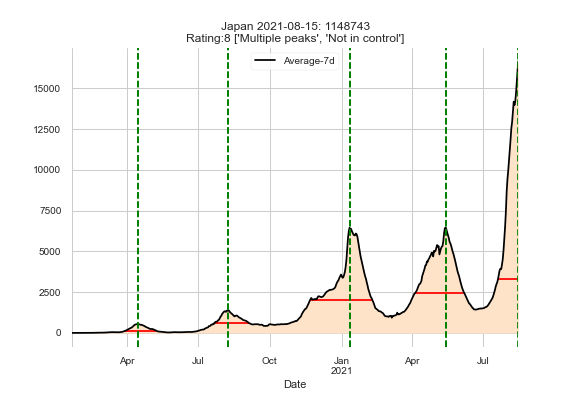 Japan 2021-08-15: 1148743
Rating:8 ['Multiple peaks', 'Not in control']
Average-7d
15000
12500
10000
7500
5000
2500
0
Apr Jul Oct Jan Apr Jul
2021
Date